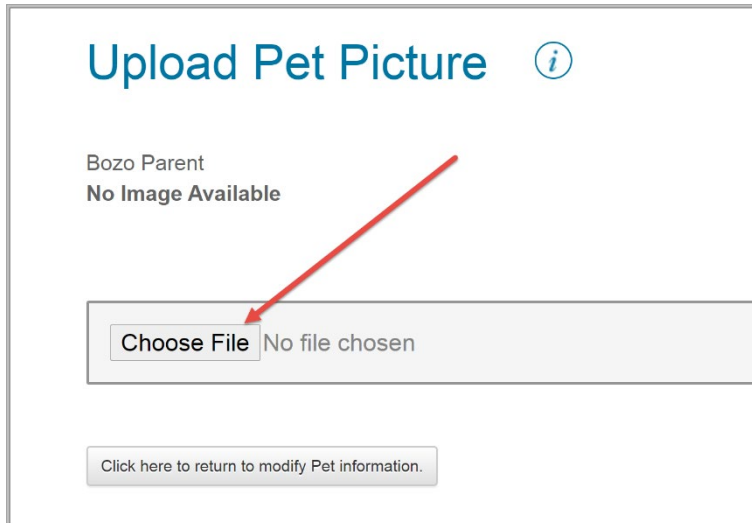 Upload Pet Picture i
Bozo Parent
No Image Available
Choose File No file chosen
Click here to return to modify Pet information.